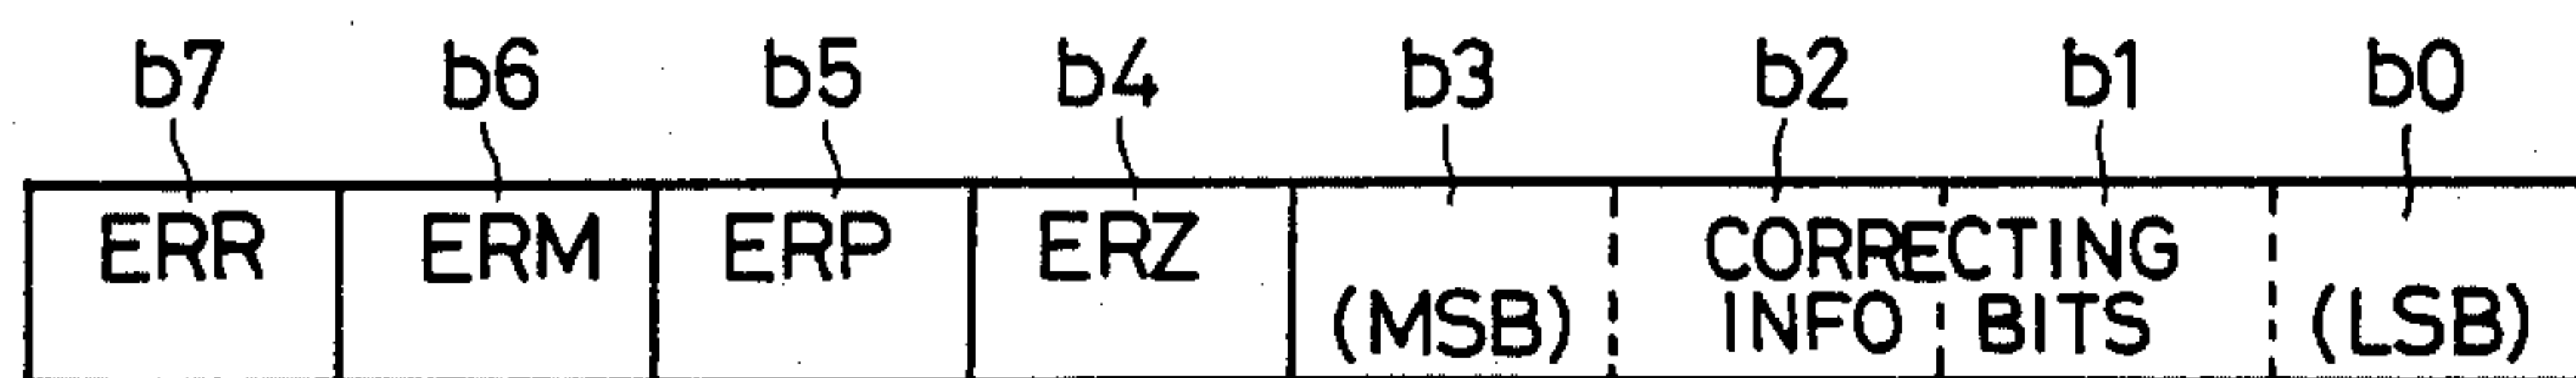 b7 b6 b5 b4 b3 b2 b1 b0
ERR ERM ERP ERZ CORRECTING
(MSB) INFO BITS (LSB)